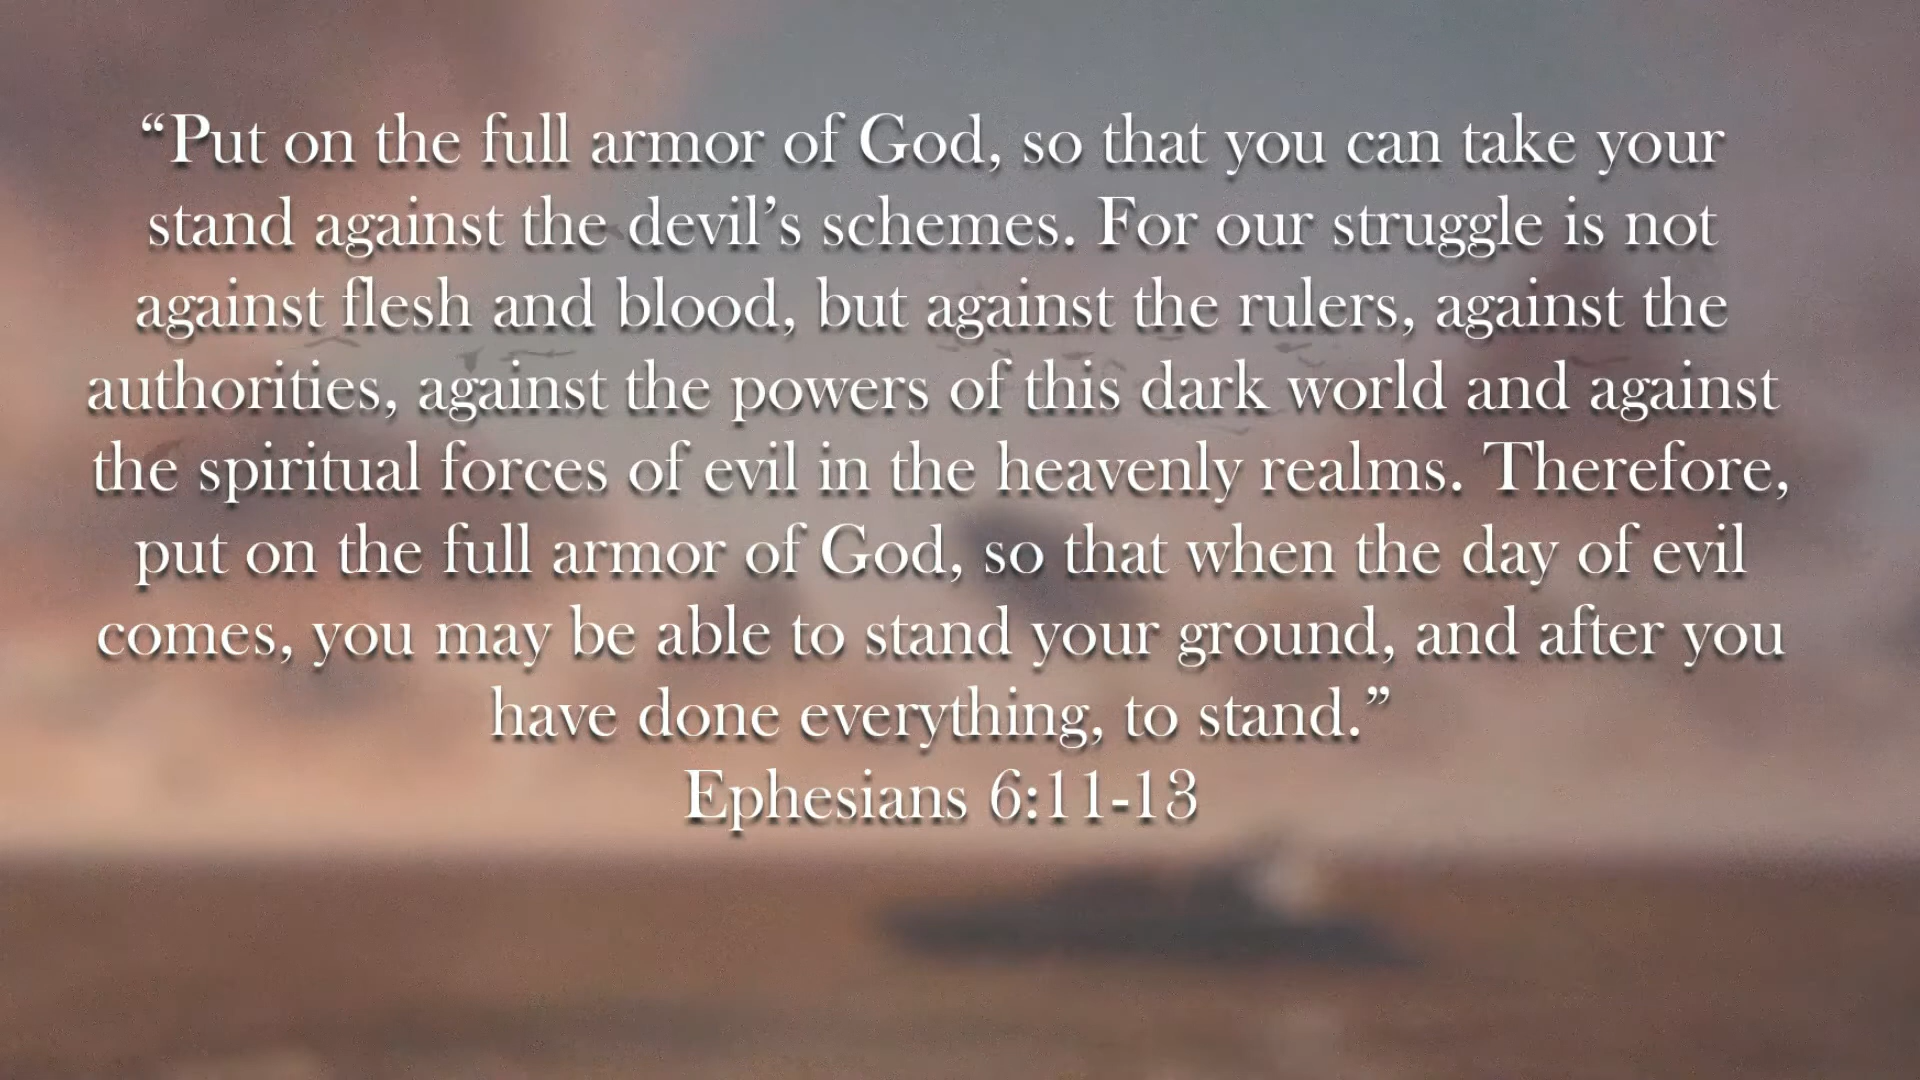 “Put on the full armor of God, so that you can take your
stand against the devil’s schemes. For our struggle is not
against flesh and blood, but against the rulers, against the
authorities, against the powers of this dark world and against
the spiritual forces of evil in the heavenly realms. Therefore,
put on the full armor of God, so that when the day of evil
comes, you may be able to stand your ground, and after you
have done everything, to stand.”
Ephesians 6:11-13